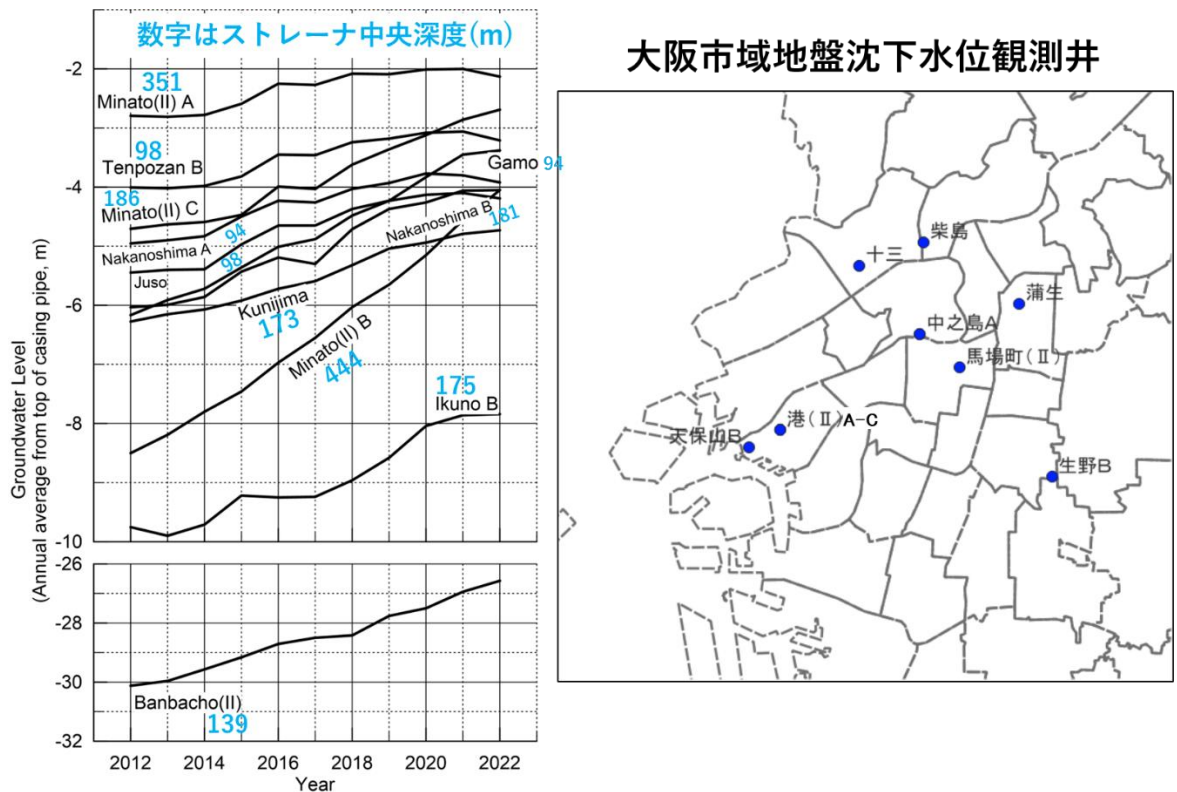 数字はストレーナ中央深度(m)
-2
351
Minato(II) A
98
Tenpozan B
-4
Gamo 94
186
Minato(II) C
Nakanoshima B
181
94
Nakanoshima A
98
Juso
-6
Kunijima
173
Minato(II) B
444
175
Ikuno B
-8
-10
-26
-28
-30
Banbacho(II)
139
-32
2012 2014 2016 2018 2020 2022
Year
Groundwater Level
(Annual average from top of casing pipe, m)
大阪市域地盤沈下水位観測井
柴島
十三
蒲生
中之島A
馬場町(Ⅱ)
港(Ⅱ)A-C
天保山B
生野B